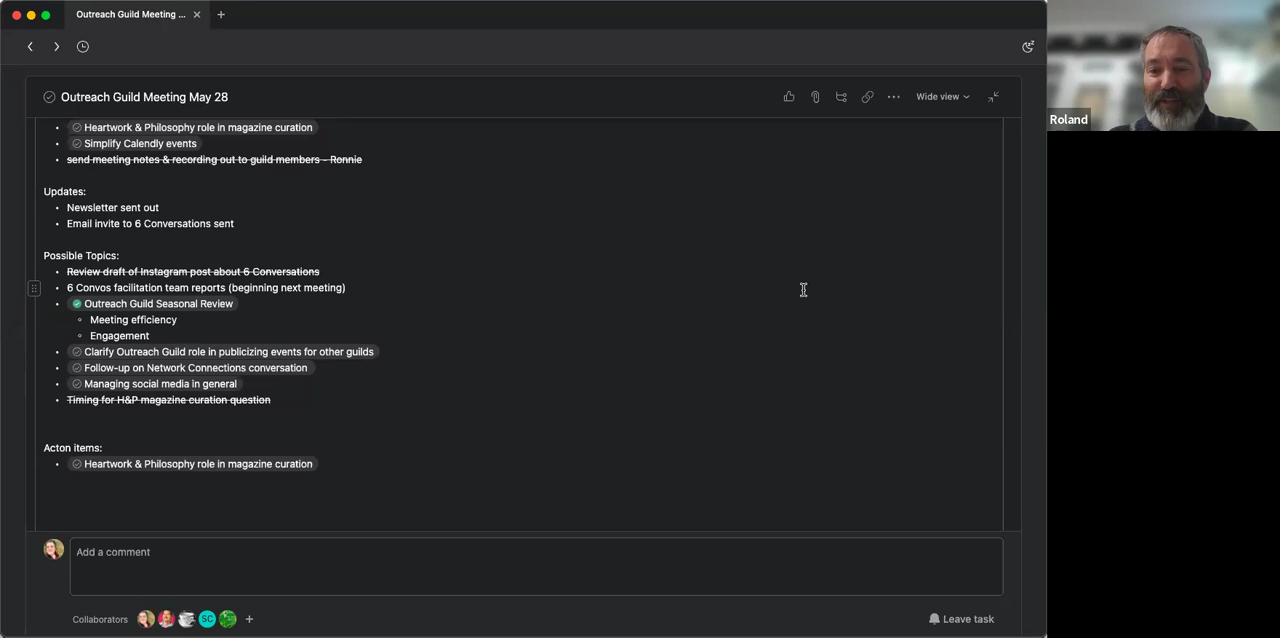 Outreach Guild Meeting ...
Outreach Guild Meeting May 28
Wide view
Heartwork & Philosophy role in magazine curation
Simplify Calendly events
send meeting notes & recording out to guild members - Ronnie
Updates:
Newsletter sent out
Email invite to 6 Conversations sent
Possible Topics:
Review draft of Instagram post about 6 Conversations
6 Convos facilitation team reports (beginning next meeting)
Outreach Guild Seasonal Review
Meeting efficiency
Engagement
Clarify Outreach Guild role in publicizing events for other guilds
Follow-up on Network Connections conversation
Managing social media in general
Timing for H&P magazine curation question
Acton items:
Heartwork & Philosophy role in magazine curation
Add a comment
Collaborators
SC
Leave task
Roland